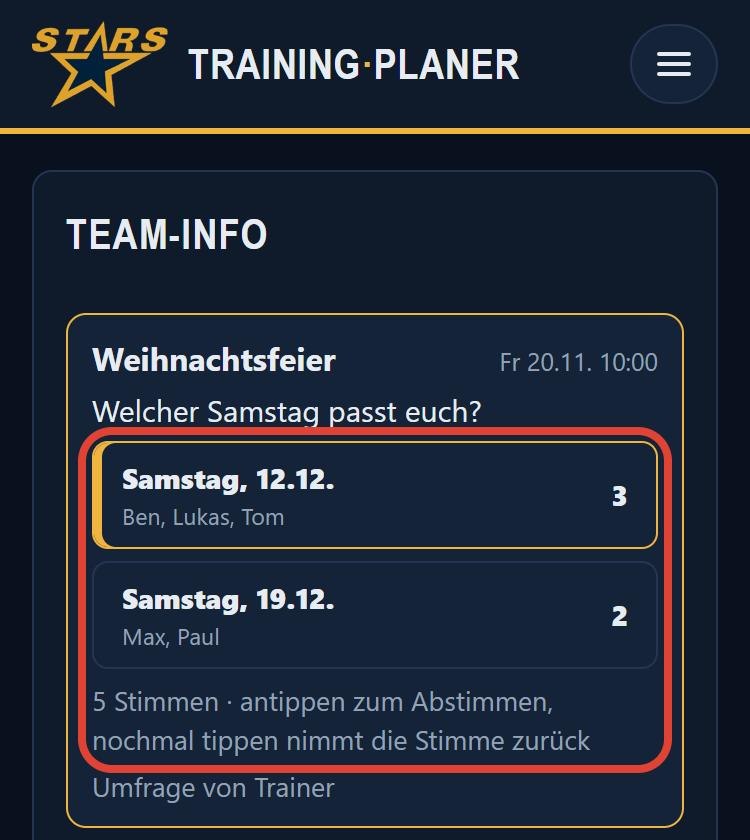 STARS
TRAINING·PLANER
TEAM-INFO
Weihnachtsfeier Fr 20.11. 10:00
Welcher Samstag passt euch?
Samstag, 12.12.
Ben, Lukas, Tom
3
Samstag, 19.12.
Max, Paul
2
5 Stimmen · antippen zum Abstimmen,
nochmal tippen nimmt die Stimme zurück
Umfrage von Trainer